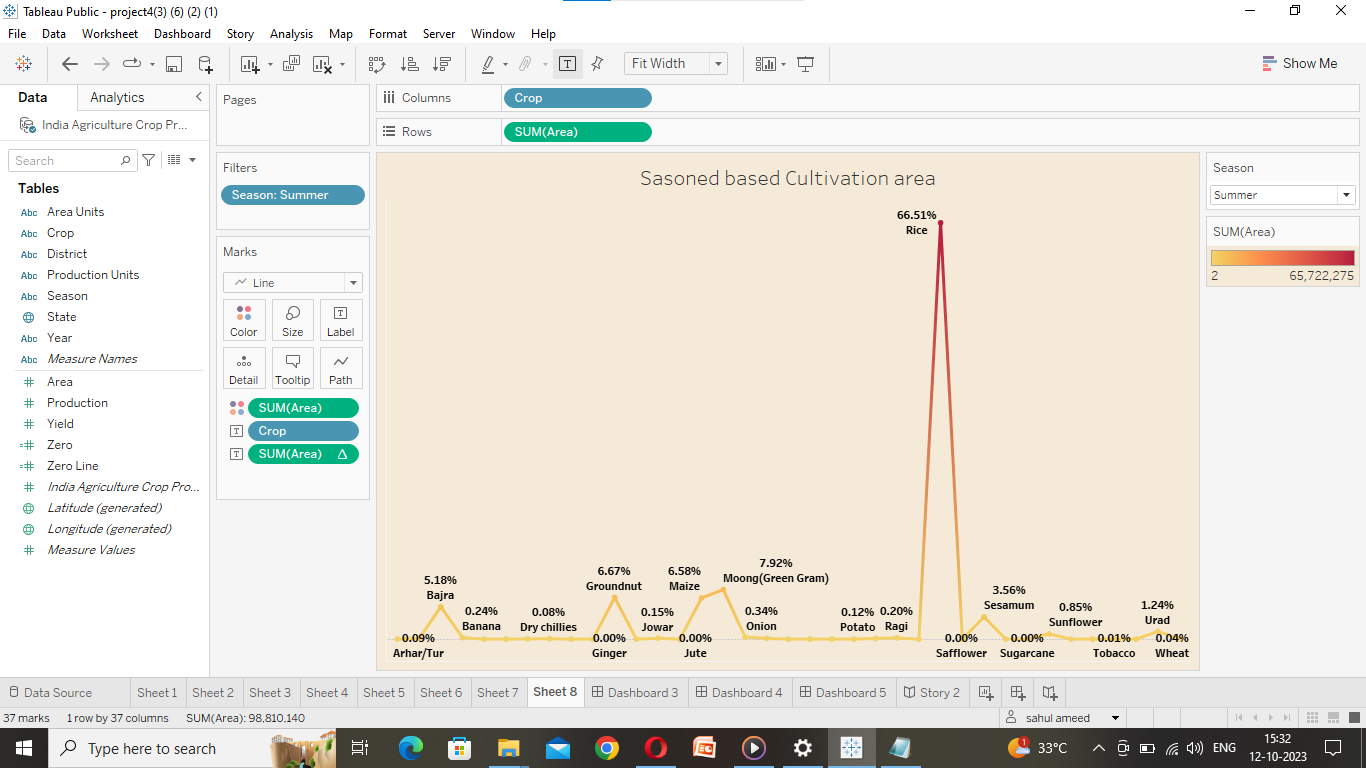 Tableau Public - project4(3) (6) (2) (1)
File Data Worksheet Dashboard Story Analysis Map Format Server Window Help
Fit Width
Show Me
Data Analytics
India Agriculture Crop Pr...
Search
Tables
Abc Area Units
Abc Crop
Abc District
Abc Production Units
Abc Season
State
Abc Year
Abc Measure Names
Area
Production
Yield
Zero
Zero Line
India Agriculture Crop Pro...
Latitude (generated)
Longitude (generated)
Measure Values
Pages
Filters
Season: Summer
Marks
Line
Color Size Label
Detail Tooltip Path
SUM(Area)
Crop
SUM(Area) Δ
Columns Crop
Rows SUM(Area)
Sasoned based Cultivation area
66.51%
Rice
5.18%
Bajra
0.24%
Banana
0.08%
Dry chillies
6.67%
Groundnut
0.15%
Jowar
6.58%
Maize
7.92%
Moong(Green Gram)
0.34%
Onion
0.12%
Potato
0.20%
Ragi
3.56%
Sesamum
0.85%
Sunflower
1.24%
Urad
0.09%
Arhar/Tur
0.00%
Ginger
0.00%
Jute
0.00%
Safflower
0.00%
Sugarcane
0.01%
Tobacco
0.04%
Wheat
Season
Summer
SUM(Area)
2 65,722,275
Data Source Sheet 1 Sheet 2 Sheet 3 Sheet 4 Sheet 5 Sheet 6 Sheet 7 Sheet 8 Dashboard 3 Dashboard 4 Dashboard 5 Story 2
37 marks 1 row by 37 columns SUM(Area): 98,810,140
sahul ameed
Type here to search
1
33°C
ENG
15:32
12-10-2023